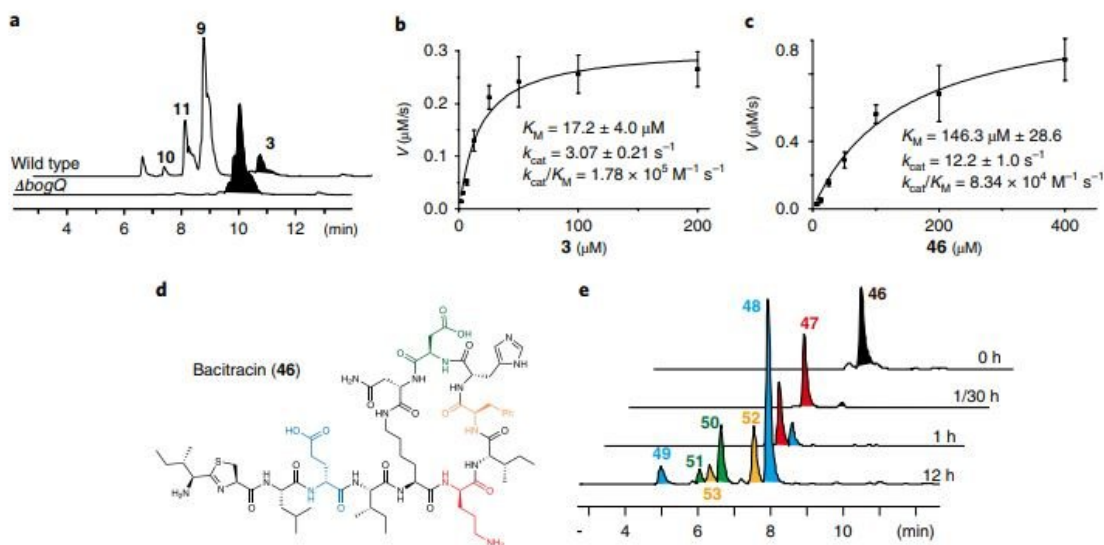 a
9
11
10
3
Wild type
ΔbogQ
4 6 8 10 12 (min)
b
V (μM/s)
0.3
0.2
0.1
0.0
K_M = 17.2 ± 4.0 μM
k_cat = 3.07 ± 0.21 s⁻¹
k_cat/K_M = 1.78 × 10⁵ M⁻¹ s⁻¹
0 100 200
3 (μM)
c
V (μM/s)
0.8
0.4
0.0
K_M = 146.3 μM ± 28.6
k_cat = 12.2 ± 1.0 s⁻¹
k_cat/K_M = 8.34 × 10⁴ M⁻¹ s⁻¹
0 200 400
46 (μM)
d
Bacitracin (46)
O
OH
O
N
NH
H₂N
O
O
N
H
O
NH
NH
O
NH
O
Ph
HO
O
NH
O
NH
S
N
H₂N
O
H
N
O
N
H
O
H
N
O
N
H
O
H
N
O
NH₂
e
46
48
47
0 h
1/30 h
1 h
50
52
49
51
53
12 h
- 4 6 8 10 (min)